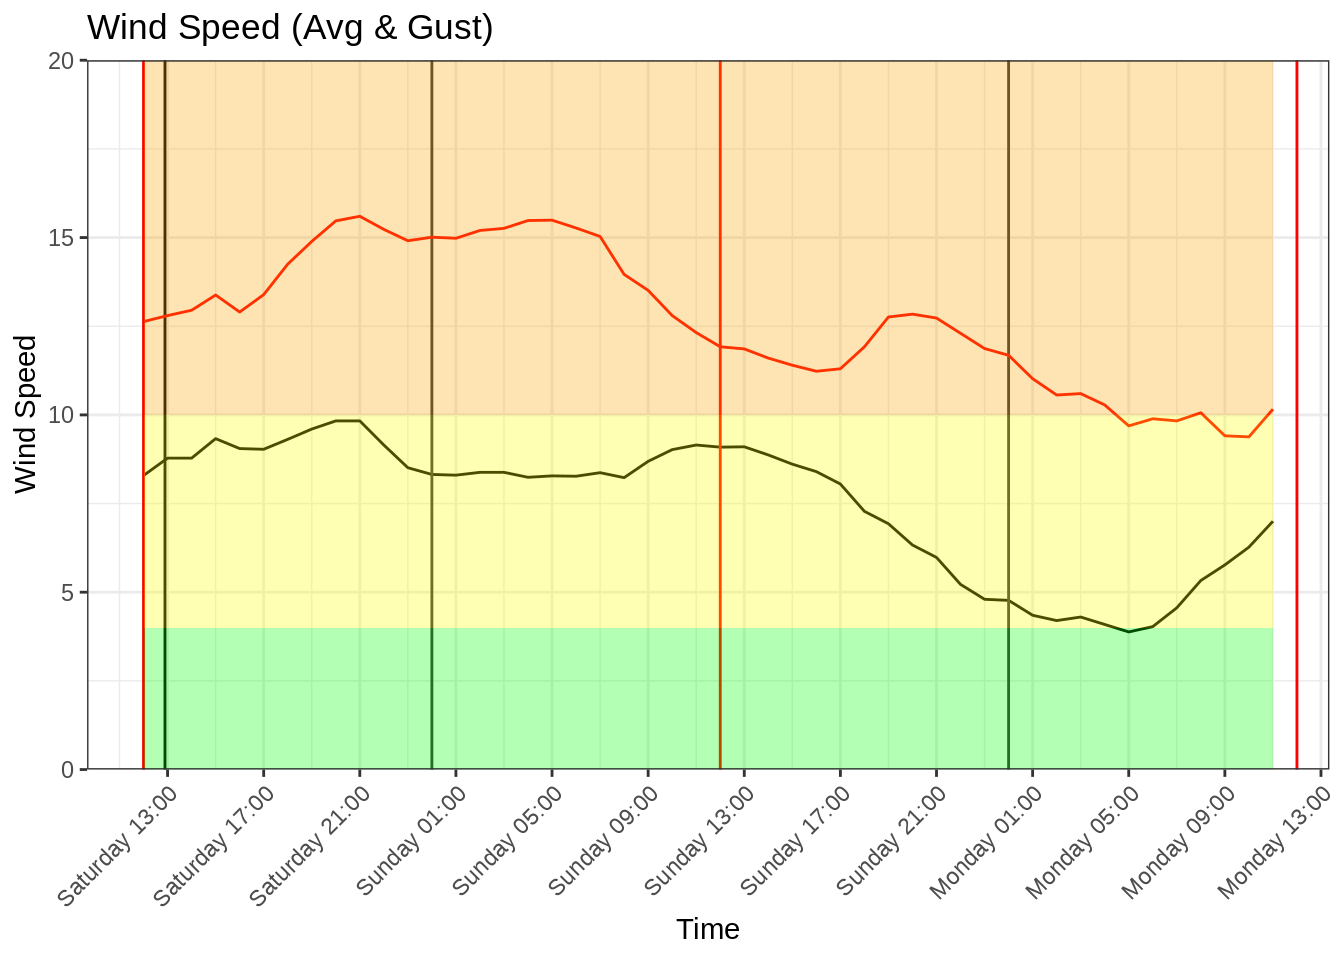 Wind Speed (Avg & Gust)
Wind Speed
20
15
10
5
0
Saturday 13:00
Saturday 17:00
Saturday 21:00
Sunday 01:00
Sunday 05:00
Sunday 09:00
Sunday 13:00
Sunday 17:00
Sunday 21:00
Monday 01:00
Monday 05:00
Monday 09:00
Monday 13:00
Time